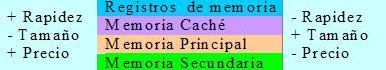 Registros de memoria
+ Rapidez
- Tamaño
+ Precio
Memoria Caché
Memoria Principal
Memoria Secundaria
- Rapidez
+ Tamaño
- Precio